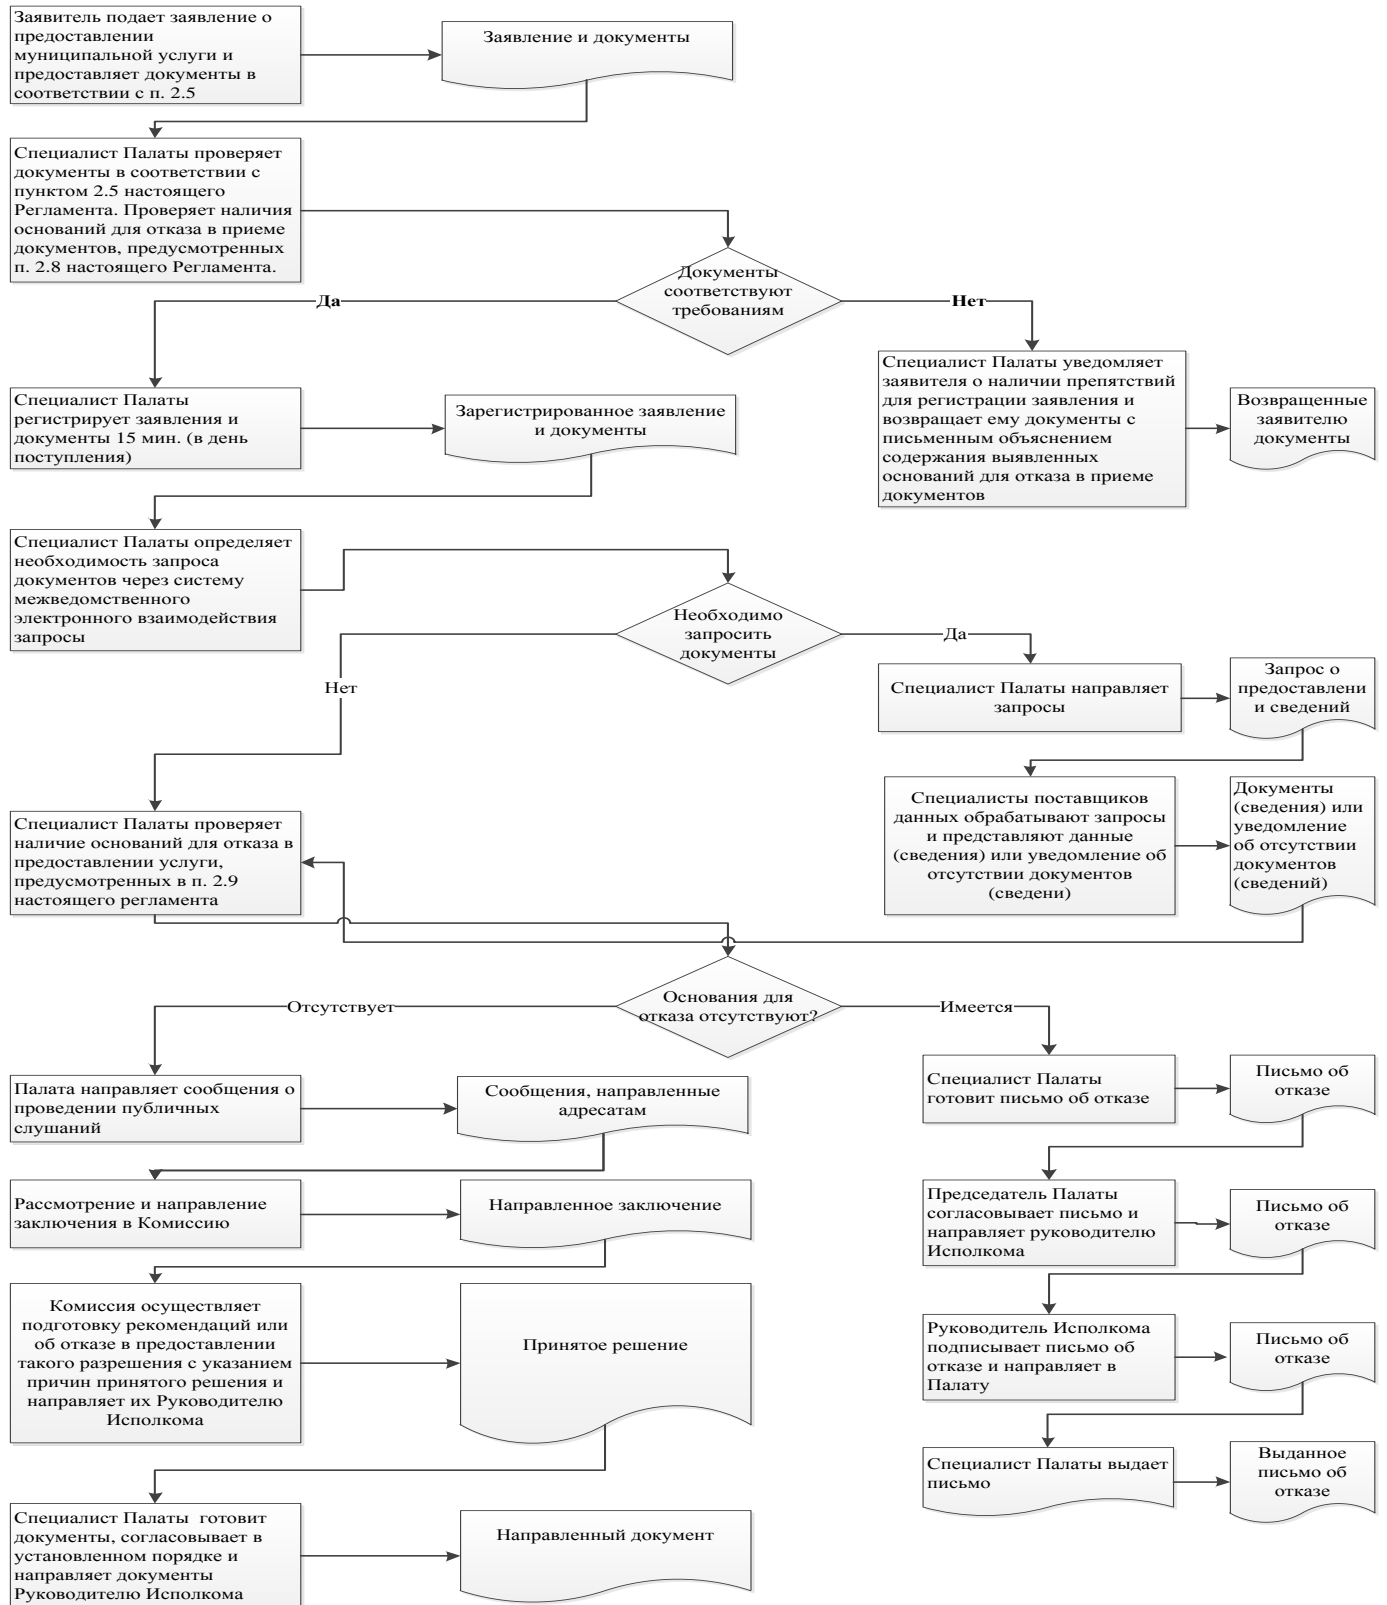 Заявитель подает заявление о
предоставлении
муниципальной услуги и
предоставляет документы в
соответствии с п. 2.5
Заявление и документы
Специалист Палаты проверяет
документы в соответствии с
пунктом 2.5 настоящего
Регламента. Проверяет наличия
оснований для отказа в приеме
документов, предусмотренных
п. 2.8 настоящего Регламента.
Документы
соответствуют
требованиям
Да
Нет
Специалист Палаты
регистрирует заявления и
документы 15 мин. (в день
поступления)
Зарегистрированное заявление
и документы
Специалист Палаты уведомляет
заявителя о наличии препятствий
для регистрации заявления и
возвращает ему документы с
письменным объяснением
содержания выявленных
оснований для отказа в приеме
документов
Возвращенные
заявителю
документы
Специалист Палаты определяет
необходимость запроса
документов через систему
межведомственного
электронного взаимодействия
запросы
Необходимо
запросить
документы
Да
Нет
Специалист Палаты направляет
запросы
Запрос о
предоставлени
и сведений
Специалисты поставщиков
данных обрабатывают запросы
и представляют данные
(сведения) или уведомление об
отсутствии документов
(сведени)
Документы
(сведения) или
уведомление
об отсутствии
документов
(сведений)
Специалист Палаты проверяет
наличие оснований для отказа в
предоставлении услуги,
предусмотренных в п. 2.9
настоящего регламента
Основания для
отказа отсутствуют?
Отсутствует
Имеется
Палата направляет сообщения о
проведении публичных
слушаний
Сообщения, направленные
адресатам
Специалист Палаты
готовит письмо об отказе
Письмо об
отказе
Рассмотрение и направление
заключения в Комиссию
Направленное заключение
Председатель Палаты
согласовывает письмо и
направляет руководителю
Исполкома
Письмо об
отказе
Комиссия осуществляет
подготовку рекомендаций или
об отказе в предоставлении
такого разрешения с указанием
причин принятого решения и
направляет их Руководителю
Исполкома
Принятое решение
Руководитель Исполкома
подписывает письмо об
отказе и направляет в
Палату
Письмо об
отказе
Специалист Палаты выдает
письмо
Выданное
письмо об
отказе
Специалист Палаты  готовит
документы, согласовывает в
установленном порядке и
направляет документы
Руководителю Исполкома
Направленный документ